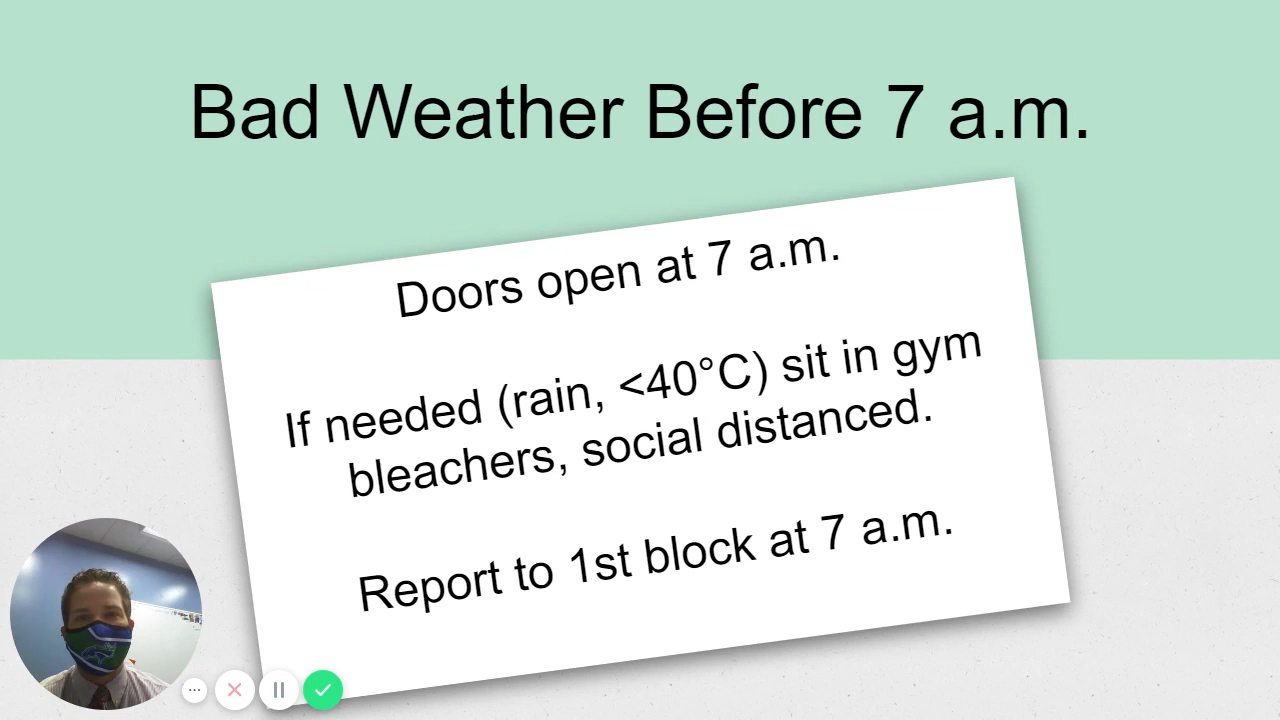 Bad Weather Before 7 a.m.
Doors open at 7 a.m.
If needed (rain, <40°C) sit in gym
bleachers, social distanced.
Report to 1st block at 7 a.m.